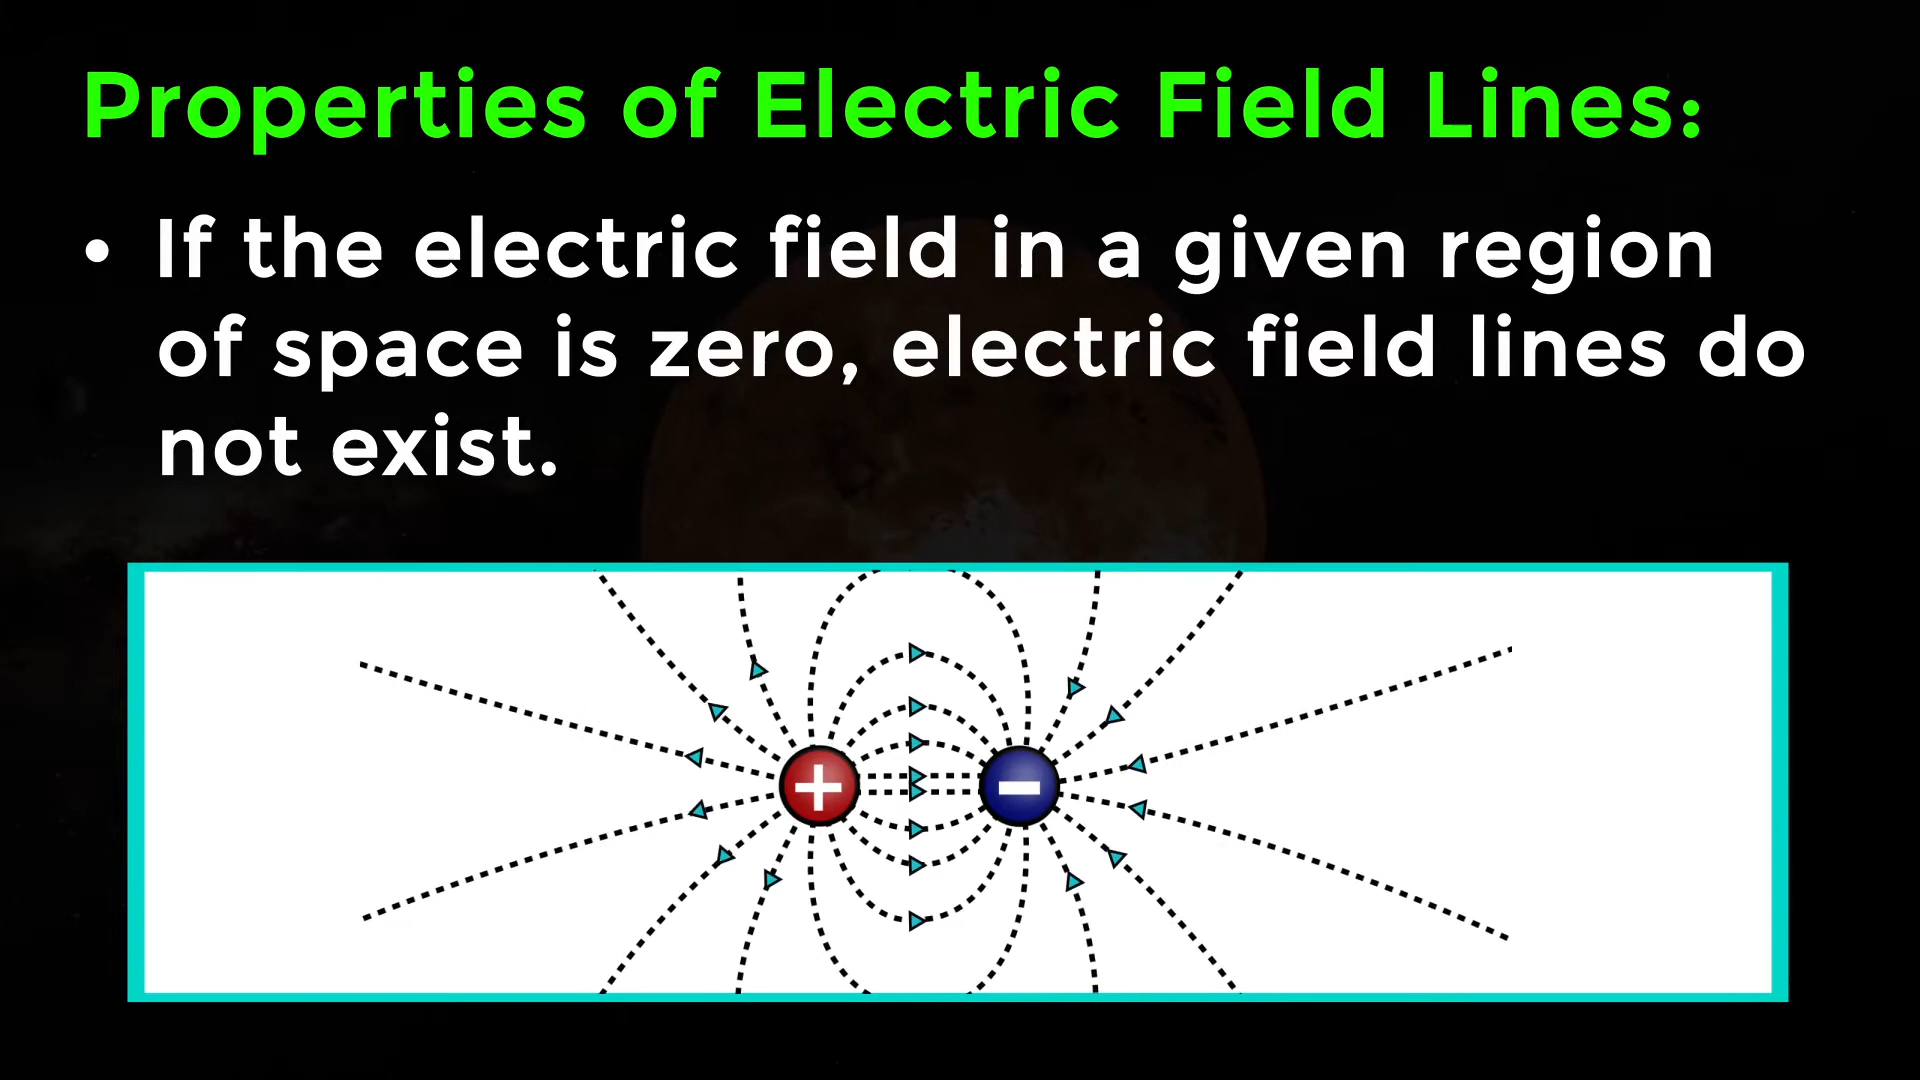 Properties of Electric Field Lines:
• If the electric field in a given region
of space is zero, electric field lines do
not exist.
+ −